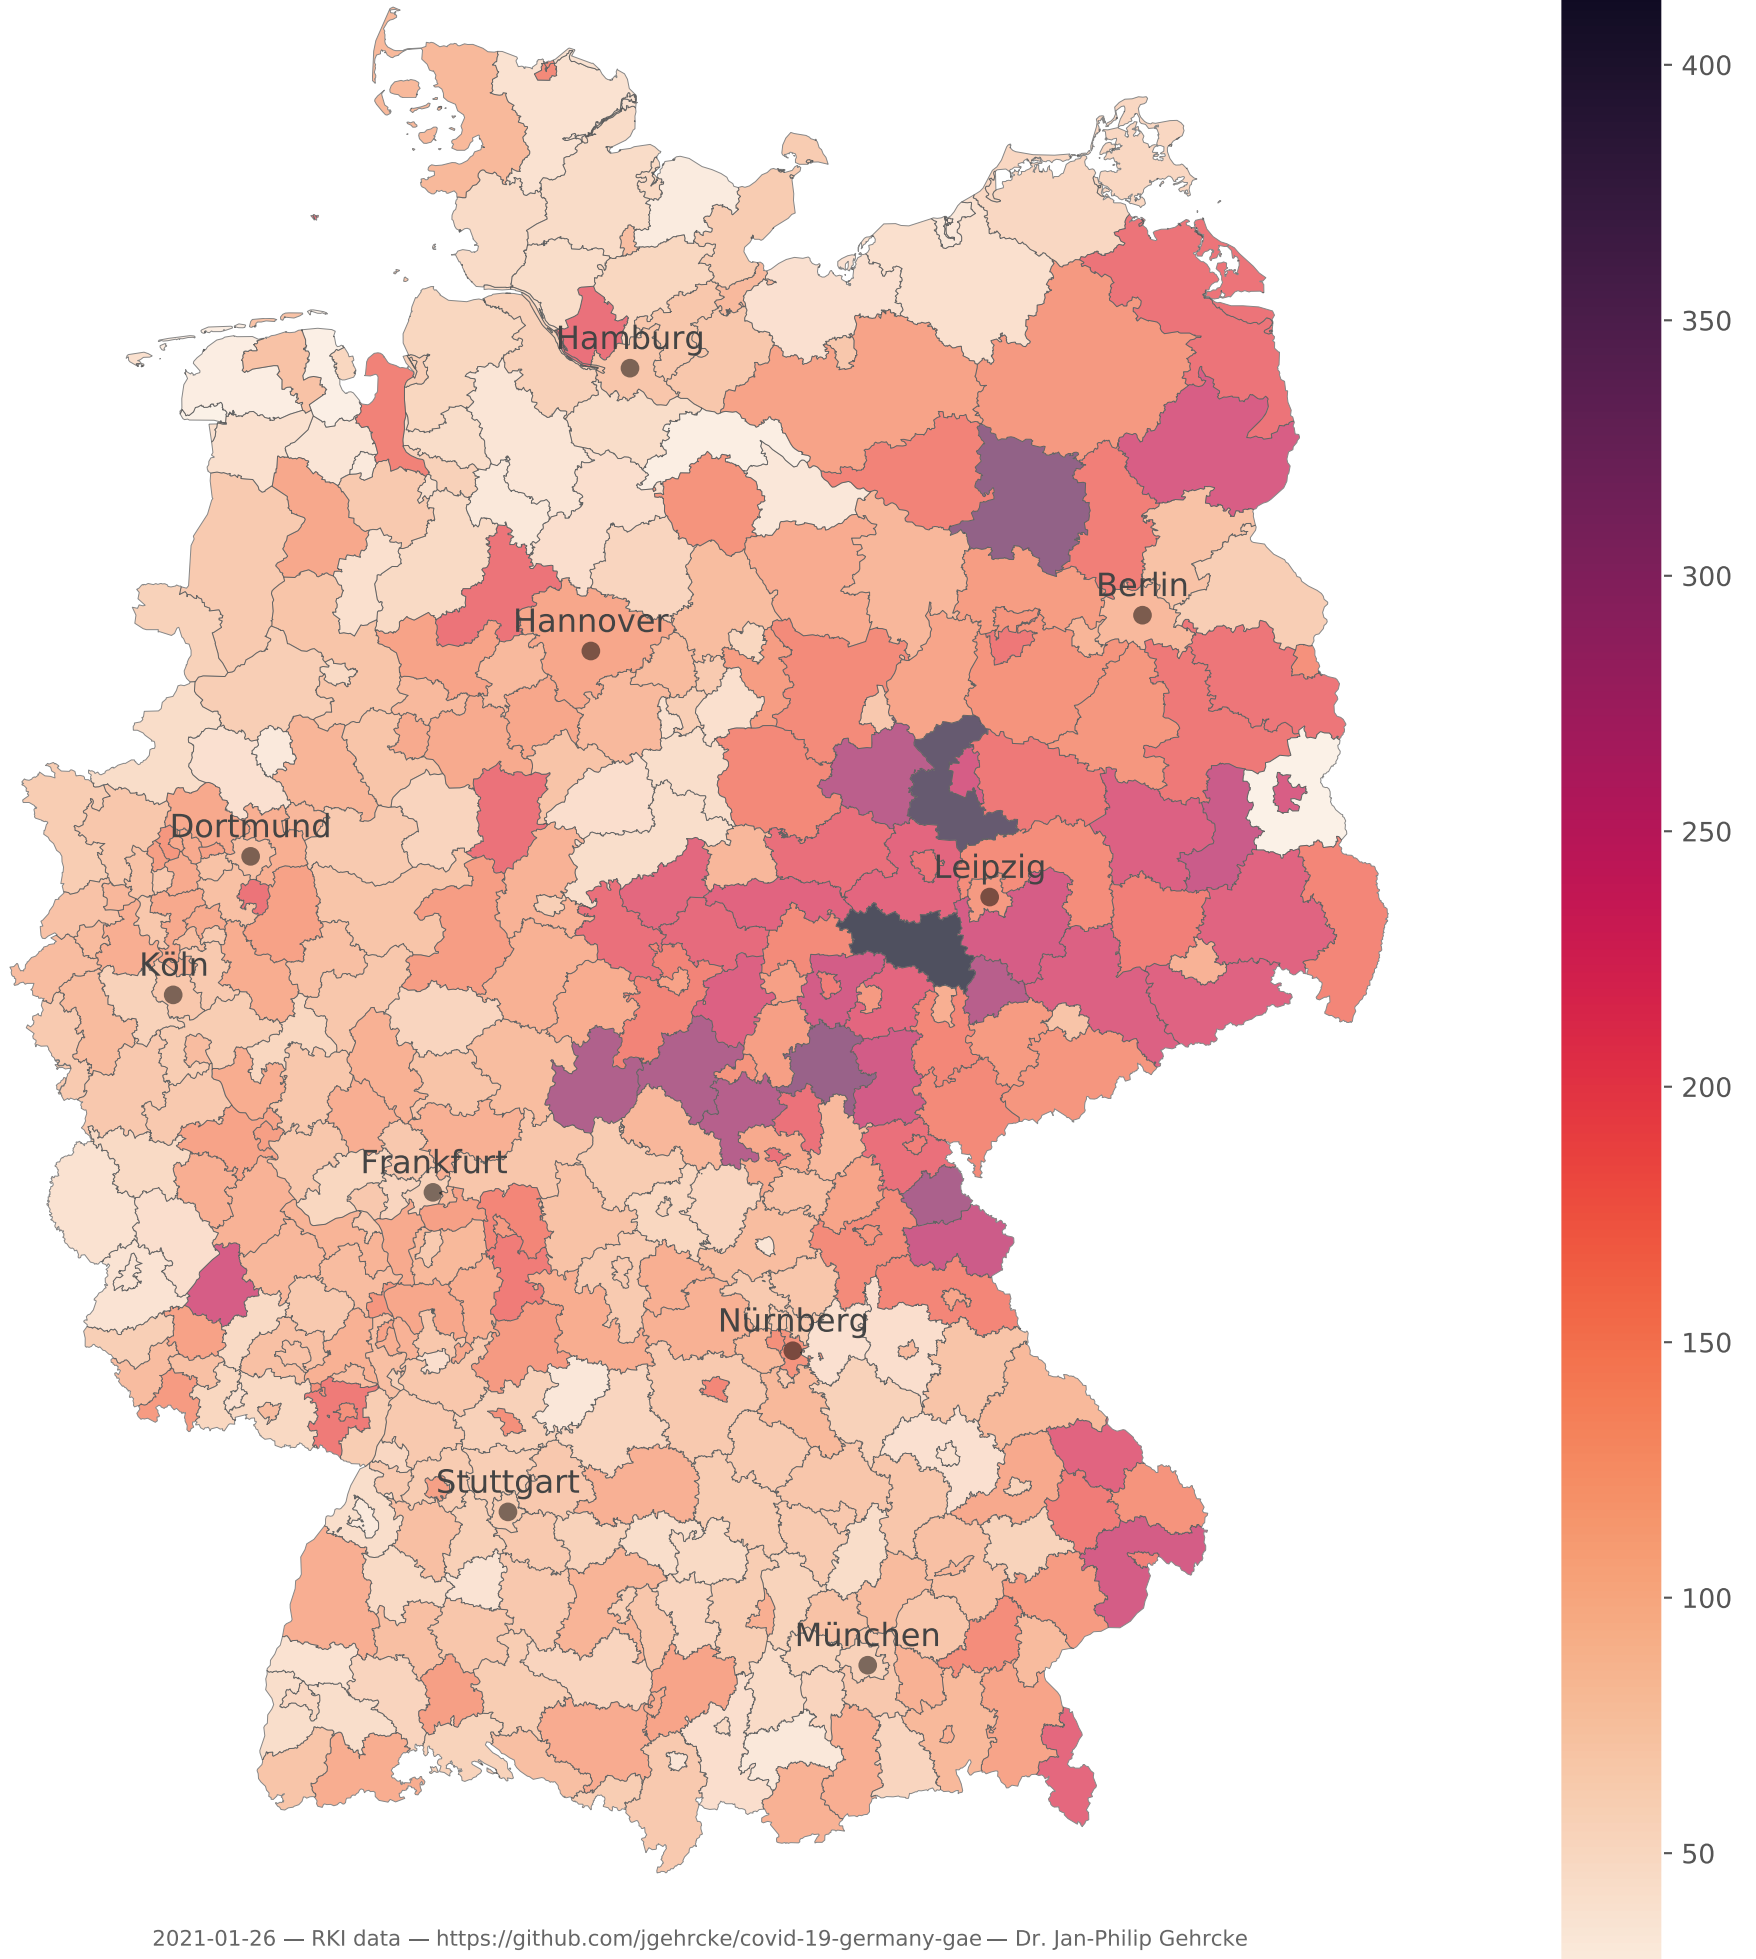 400
350
Hamburg
300
Berlin
Hannover
250
Dortmund
Leipzig
Köln
200
Frankfurt
150
Nürnberg
Stuttgart
100
München
50
2021-01-26 — RKI data — https://github.com/jgehrcke/covid-19-germany-gae — Dr. Jan-Philip Gehrcke